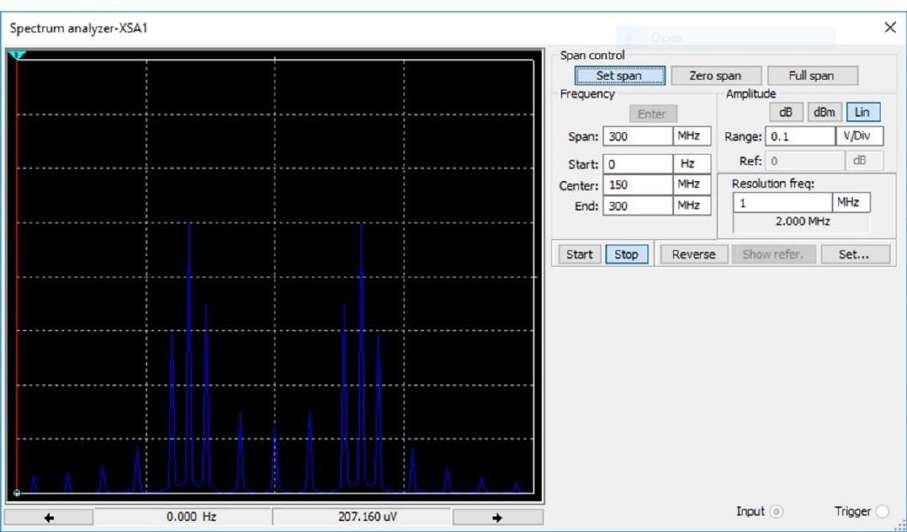 Spectrum analyzer-XSA1
Open
Span control
Set span Zero span Full span
Frequency
Enter
Span: 300 MHz
Start: 0 Hz
Center: 150 MHz
End: 300 MHz
Amplitude
dB dBm Lin
Range: 0.1 V/Div
Ref: 0 dB
Resolution freq:
1 MHz
2.000 MHz
Start Stop Reverse Show refer. Set...
0.000 Hz 207.160 uV
Input Trigger